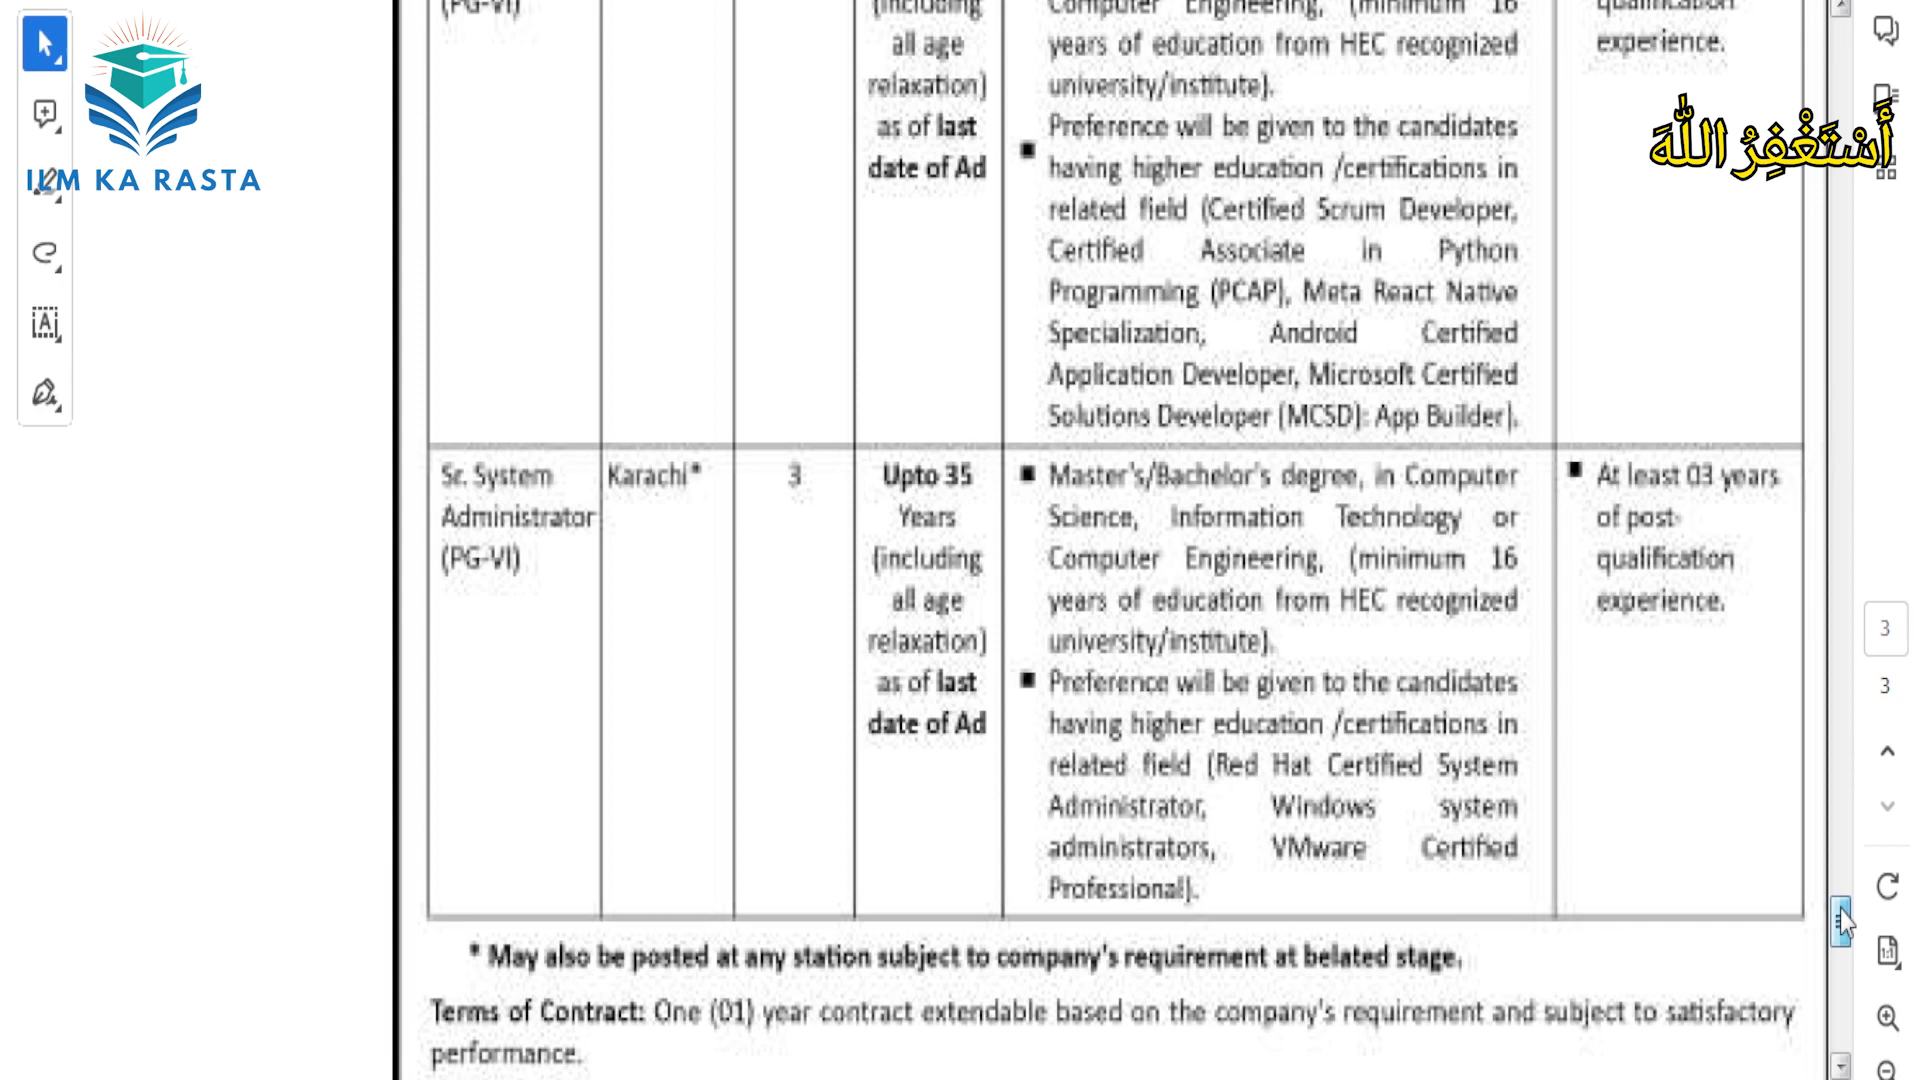 (PG-VI)
(including
all age
relaxation)
as of last
date of Ad
Computer Engineering, (minimum 16
years of education from HEC recognized
university/institute).
Preference will be given to the candidates
having higher education /certifications in
related field (Certified Scrum Developer,
Certified Associate in Python
Programming (PCAP), Meta React Native
Specialization, Android Certified
Application Developer, Microsoft Certified
Solutions Developer (MCSD): App Builder).
qualification
experience.
ILM KA RASTA
أَسْتَغْفِرُ اللّٰهَ
Sr. System
Administrator
(PG-VI)
Karachi*
3
Upto 35
Years
(including
all age
relaxation)
as of last
date of Ad
Master's/Bachelor's degree, in Computer
Science, Information Technology or
Computer Engineering, (minimum 16
years of education from HEC recognized
university/institute).
Preference will be given to the candidates
having higher education /certifications in
related field (Red Hat Certified System
Administrator, Windows system
administrators, VMware Certified
Professional).
At least 03 years
of post-
qualification
experience.
* May also be posted at any station subject to company's requirement at belated stage.
Terms of Contract: One (01) year contract extendable based on the company's requirement and subject to satisfactory
performance.
3
3